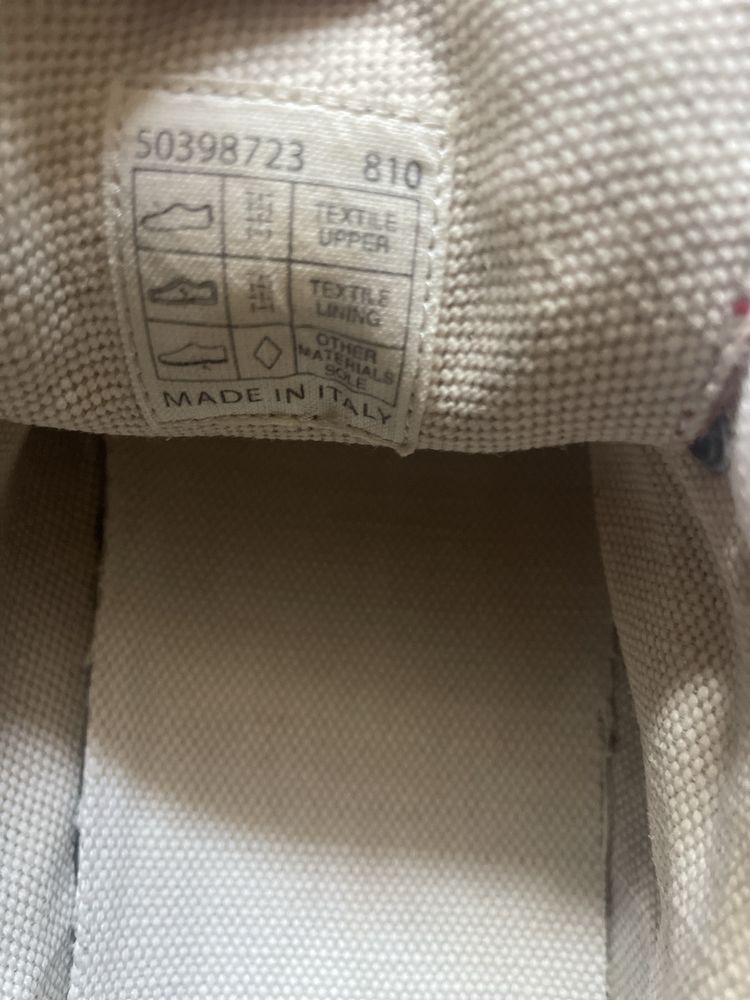 50398723 810
TEXTILE
UPPER
TEXTILE
LINING
OTHER
MATERIALS
SOLE
MADE IN ITALY